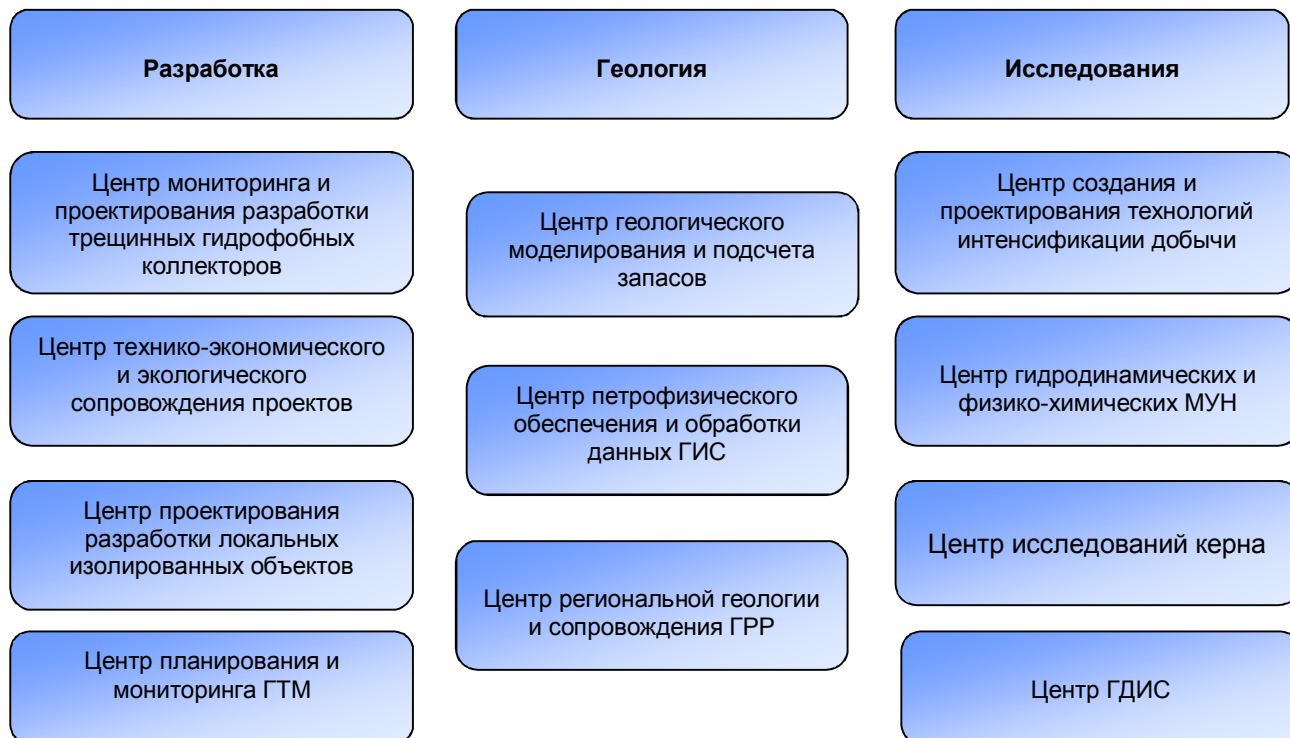 Разработка
Центр мониторинга и
проектирования разработки
трещинных гидрофобных
коллекторов
Центр технико-экономического
и экологического
сопровождения проектов
Центр проектирования
разработки локальных
изолированных объектов
Центр планирования и
мониторинга ГТМ
Геология
Центр геологического
моделирования и подсчета
запасов
Центр петрофизического
обеспечения и обработки
данных ГИС
Центр региональной геологии
и сопровождения ГРР
Исследования
Центр создания и
проектирования технологий
интенсификации добычи
Центр гидродинамических и
физико-химических МУН
Центр исследований керна
Центр ГДИС